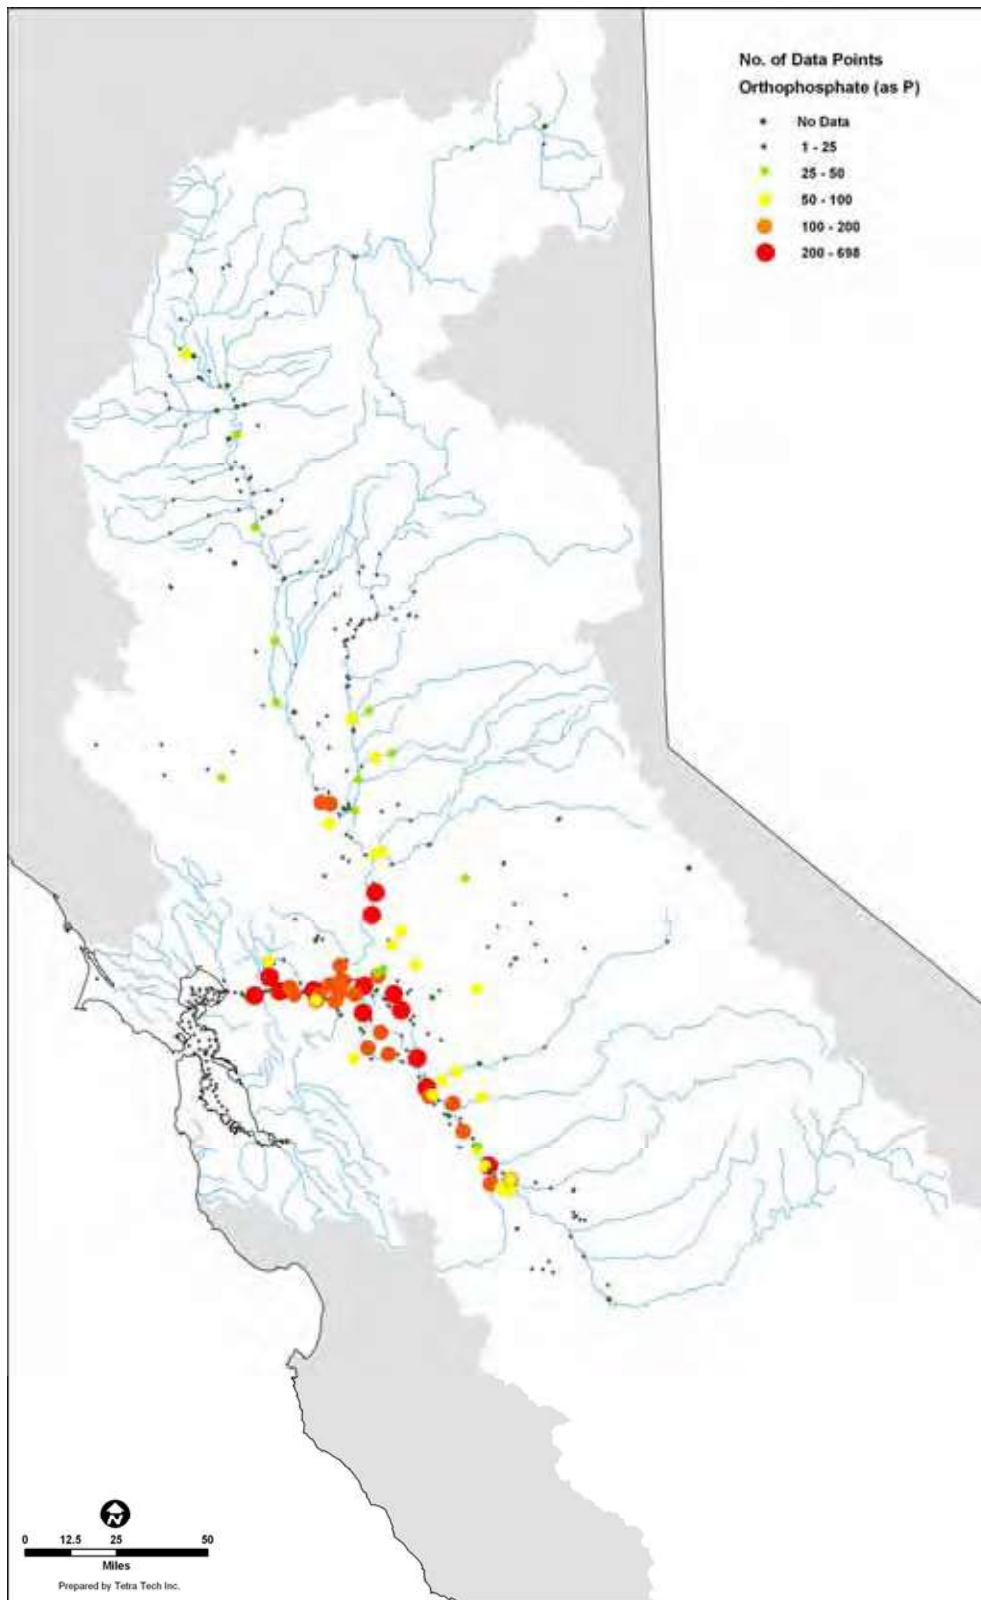 No. of Data Points
Orthophosphate (as P)
No Data
1 - 25
25 - 50
50 - 100
100 - 200
200 - 698
N
0 12.5 25 50
Miles
Prepared by Tetra Tech Inc.